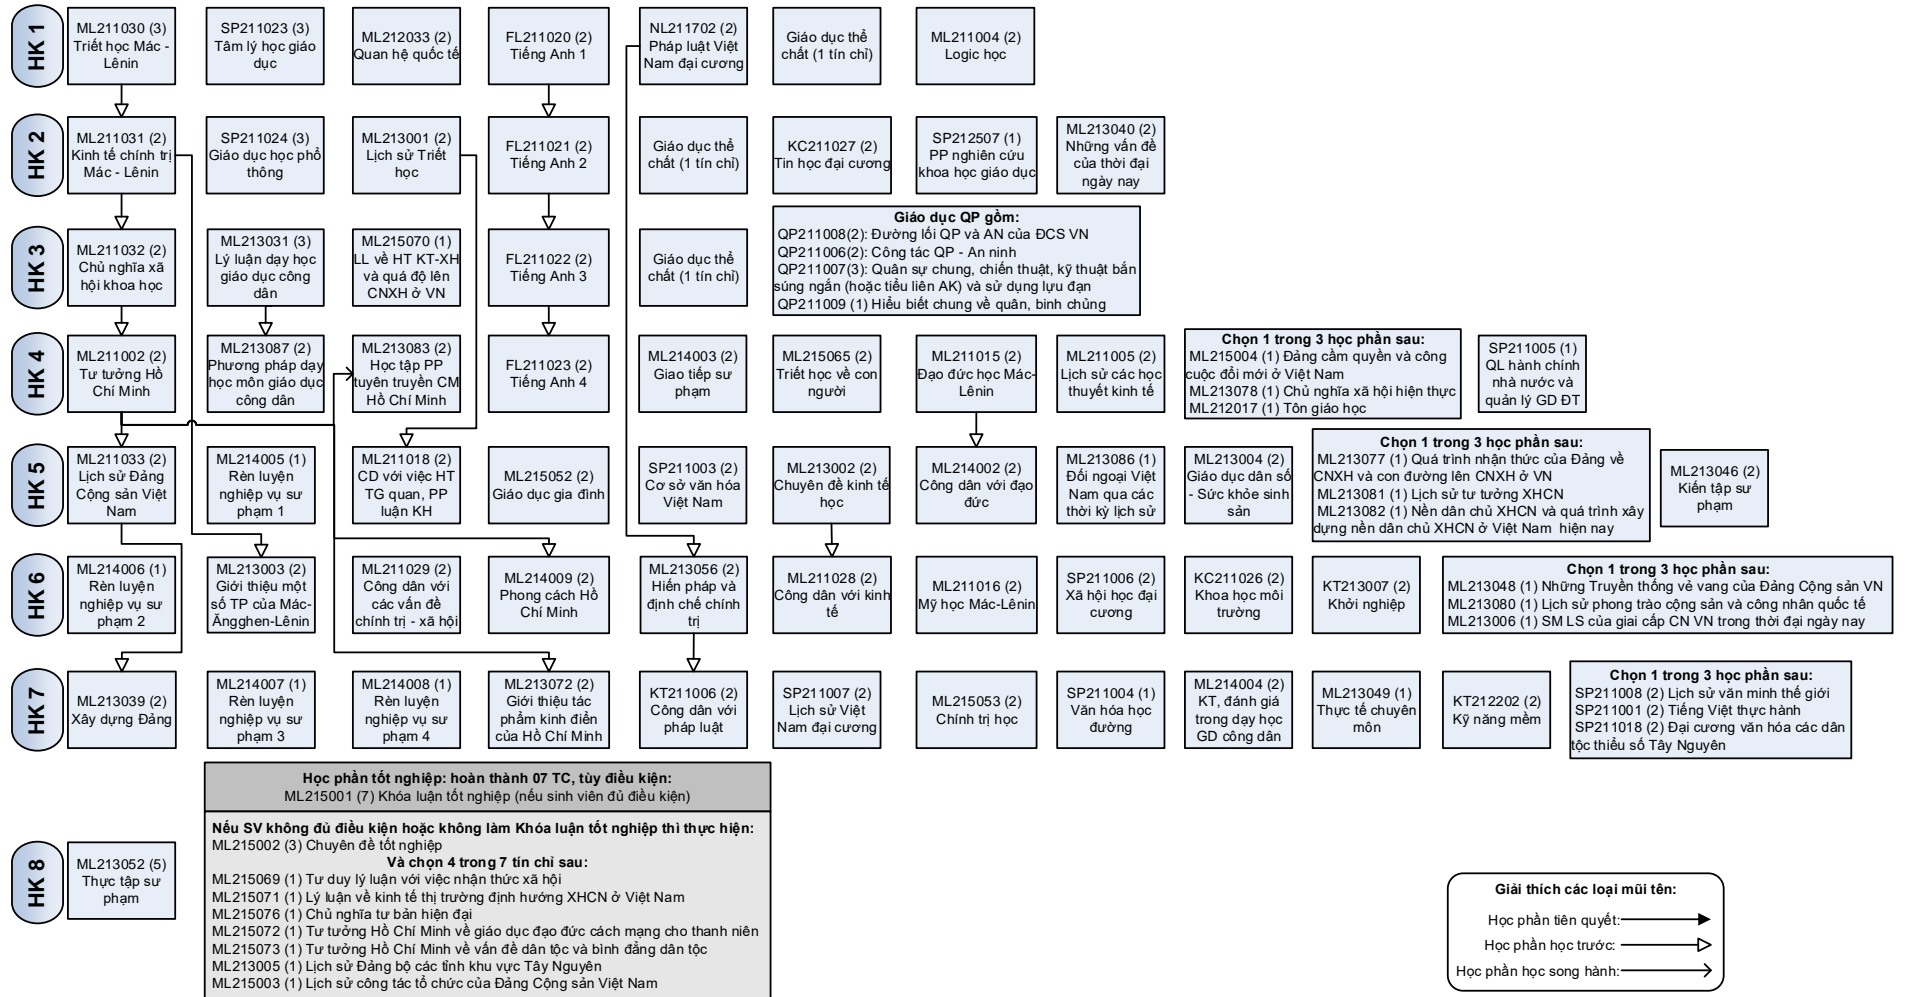 HK 1
ML211030 (3)
Triết học Mác -
Lênin
SP211023 (3)
Tâm lý học giáo
dục
ML212033 (2)
Quan hệ quốc tế
FL211020 (2)
Tiếng Anh 1
NL211702 (2)
Pháp luật Việt
Nam đại cương
Giáo dục thể
chất (1 tín chỉ)
ML211004 (2)
Logic học
HK 2
ML211031 (2)
Kinh tế chính trị
Mác - Lênin
SP211024 (3)
Giáo dục học phổ
thông
ML213001 (2)
Lịch sử Triết
học
FL211021 (2)
Tiếng Anh 2
Giáo dục thể
chất (1 tín chỉ)
KC211027 (2)
Tin học đại cương
SP212507 (1)
PP nghiên cứu
khoa học giáo dục
ML213040 (2)
Những vấn đề
của thời đại
ngày nay
HK 3
ML211032 (2)
Chủ nghĩa xã
hội khoa học
ML213031 (3)
Lý luận dạy học
giáo dục công
dân
ML215070 (1)
LL về HT KT-XH
và quá độ lên
CNXH ở VN
FL211022 (2)
Tiếng Anh 3
Giáo dục thể
chất (1 tín chỉ)
Giáo dục QP gồm:
QP211008(2): Đường lối QP và AN của ĐCS VN
QP211006(2): Công tác QP - An ninh
QP211007(3): Quân sự chung, chiến thuật, kỹ thuật bắn
súng ngắn (hoặc tiểu liên AK) và sử dụng lựu đạn
QP211009 (1) Hiểu biết chung về quân, binh chủng
HK 4
ML211002 (2)
Tư tưởng Hồ
Chí Minh
ML213087 (2)
Phương pháp dạy
học môn giáo dục
công dân
ML213083 (2)
Học tập PP
tuyên truyền CM
Hồ Chí Minh
FL211023 (2)
Tiếng Anh 4
ML214003 (2)
Giao tiếp sư
phạm
ML215065 (2)
Triết học về con
người
ML211015 (2)
Đạo đức học Mác-
Lênin
ML211005 (2)
Lịch sử các học
thuyết kinh tế
Chọn 1 trong 3 học phần sau:
ML215004 (1) Đảng cầm quyền và công
cuộc đổi mới ở Việt Nam
ML213078 (1) Chủ nghĩa xã hội hiện thực
ML212017 (1) Tôn giáo học
SP211005 (1)
QL hành chính
nhà nước và
quản lý GD ĐT
HK 5
ML211033 (2)
Lịch sử Đảng
Cộng sản Việt
Nam
ML214005 (1)
Rèn luyện
nghiệp vụ sư
phạm 1
ML211018 (2)
CD với việc HT
TG quan, PP
luận KH
ML215052 (2)
Giáo dục gia đình
SP211003 (2)
Cơ sở văn hóa
Việt Nam
ML213002 (2)
Chuyên đề kinh tế
học
ML214002 (2)
Công dân với đạo
đức
ML213086 (1)
Đối ngoại Việt
Nam qua các
thời kỳ lịch sử
ML213004 (2)
Giáo dục dân số
- Sức khỏe sinh
sản
Chọn 1 trong 3 học phần sau:
ML213077 (1) Quá trình nhận thức của Đảng về
CNXH và con đường lên CNXH ở VN
ML213081 (1) Lịch sử tư tưởng XHCN
ML213082 (1) Nền dân chủ XHCN và quá trình xây
dựng nền dân chủ XHCN ở Việt Nam hiện nay
ML213046 (2)
Kiến tập sư
phạm
HK 6
ML214006 (1)
Rèn luyện
nghiệp vụ sư
phạm 2
ML213003 (2)
Giới thiệu một
số TP của Mác-
Ăngghen-Lênin
ML211029 (2)
Công dân với
các vấn đề
chính trị - xã hội
ML214009 (2)
Phong cách Hồ
Chí Minh
ML213056 (2)
Hiến pháp và
định chế chính
trị
ML211028 (2)
Công dân với kinh
tế
ML211016 (2)
Mỹ học Mác-Lênin
SP211006 (2)
Xã hội học đại
cương
KC211026 (2)
Khoa học môi
trường
KT213007 (2)
Khởi nghiệp
Chọn 1 trong 3 học phần sau:
ML213048 (1) Những Truyền thống vẻ vang của Đảng Cộng sản VN
ML213080 (1) Lịch sử phong trào cộng sản và công nhân quốc tế
ML213006 (1) SM LS của giai cấp CN VN trong thời đại ngày nay
HK 7
ML213039 (2)
Xây dựng Đảng
ML214007 (1)
Rèn luyện
nghiệp vụ sư
phạm 3
ML214008 (1)
Rèn luyện
nghiệp vụ sư
phạm 4
ML213072 (2)
Giới thiệu tác
phẩm kinh điển
của Hồ Chí Minh
KT211006 (2)
Công dân với
pháp luật
SP211007 (2)
Lịch sử Việt
Nam đại cương
ML215053 (2)
Chính trị học
SP211004 (1)
Văn hóa học
đường
ML214004 (2)
KT, đánh giá
trong dạy học
GD công dân
ML213049 (1)
Thực tế chuyên
môn
KT212202 (2)
Kỹ năng mềm
Chọn 1 trong 3 học phần sau:
SP211008 (2) Lịch sử văn minh thế giới
SP211001 (2) Tiếng Việt thực hành
SP211018 (2) Đại cương văn hóa các dân
tộc thiểu số Tây Nguyên
HK 8
ML213052 (5)
Thực tập sư
phạm
Học phần tốt nghiệp: hoàn thành 07 TC, tùy điều kiện:
ML215001 (7) Khóa luận tốt nghiệp (nếu sinh viên đủ điều kiện)
Nếu SV không đủ điều kiện hoặc không làm Khóa luận tốt nghiệp thì thực hiện:
ML215002 (3) Chuyên đề tốt nghiệp
Và chọn 4 trong 7 tín chỉ sau:
ML215069 (1) Tư duy lý luận với việc nhận thức xã hội
ML215071 (1) Lý luận về kinh tế thị trường định hướng XHCN ở Việt Nam
ML215076 (1) Chủ nghĩa tư bản hiện đại
ML215072 (1) Tư tưởng Hồ Chí Minh về giáo dục đạo đức cách mạng cho thanh niên
ML215073 (1) Tư tưởng Hồ Chí Minh về vấn đề dân tộc và bình đẳng dân tộc
ML213005 (1) Lịch sử Đảng bộ các tỉnh khu vực Tây Nguyên
ML215003 (1) Lịch sử công tác tổ chức của Đảng Cộng sản Việt Nam
Giải thích các loại mũi tên:
Học phần tiên quyết:
Học phần học trước:
Học phần học song hành: